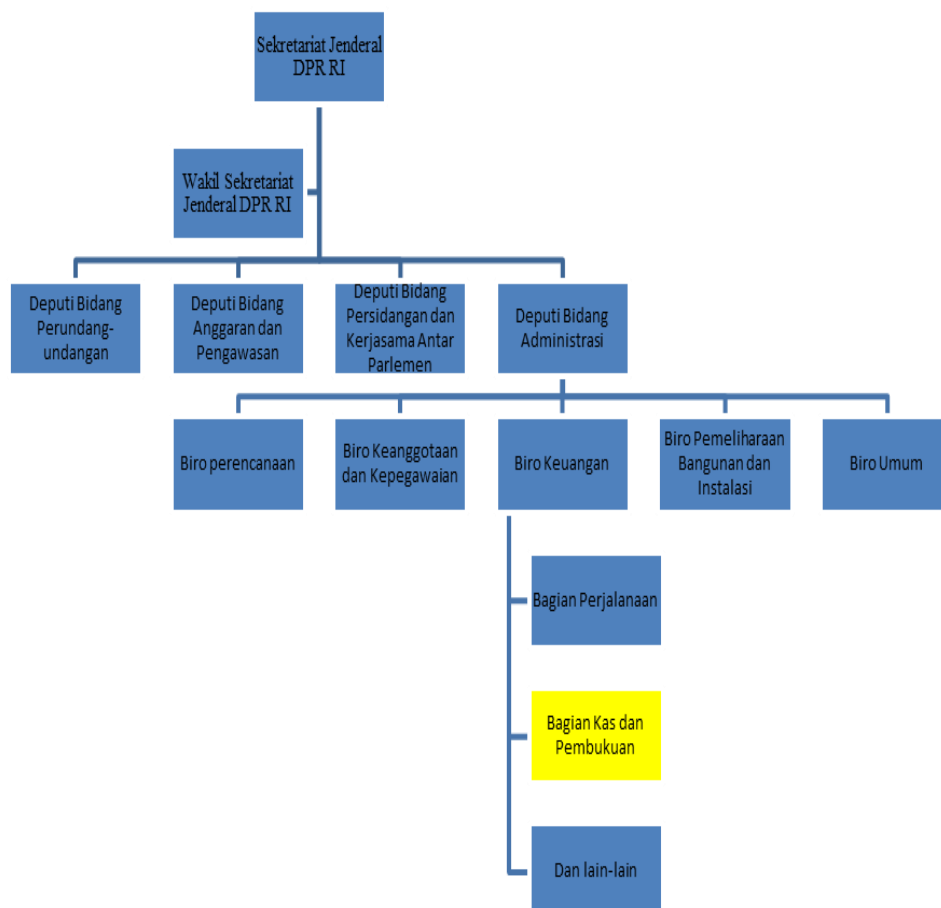 Sekretariat Jenderal
DPR RI
Wakil Sekretariat
Jenderal DPR RI
Deputi Bidang
Perundang-
undangan
Deputi Bidang
Anggaran dan
Pengawasan
Deputi Bidang
Persidangan dan
Kerjasama Antar
Parlemen
Deputi Bidang
Administrasi
Biro perencanaan
Biro Keanggotaan
dan Kepegawaian
Biro Keuangan
Biro Pemeliharaan
Bangunan dan
Instalasi
Biro Umum
Bagian Perjalanaan
Bagian Kas dan
Pembukuan
Dan lain-lain